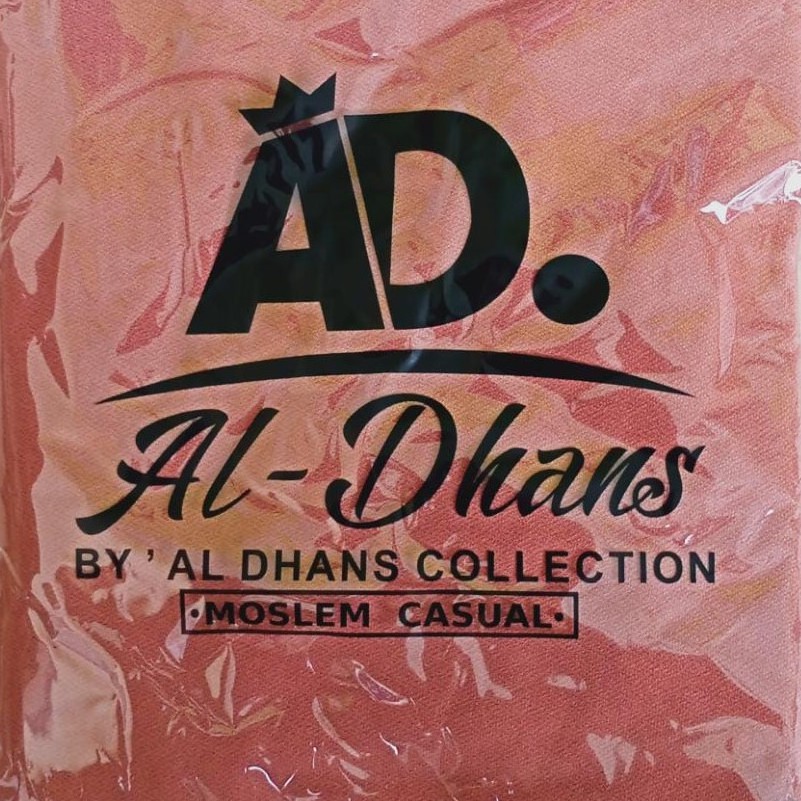 AD.
Al-Dhans
BY 'AL DHANS COLLECTION
·MOSLEM CASUAL·